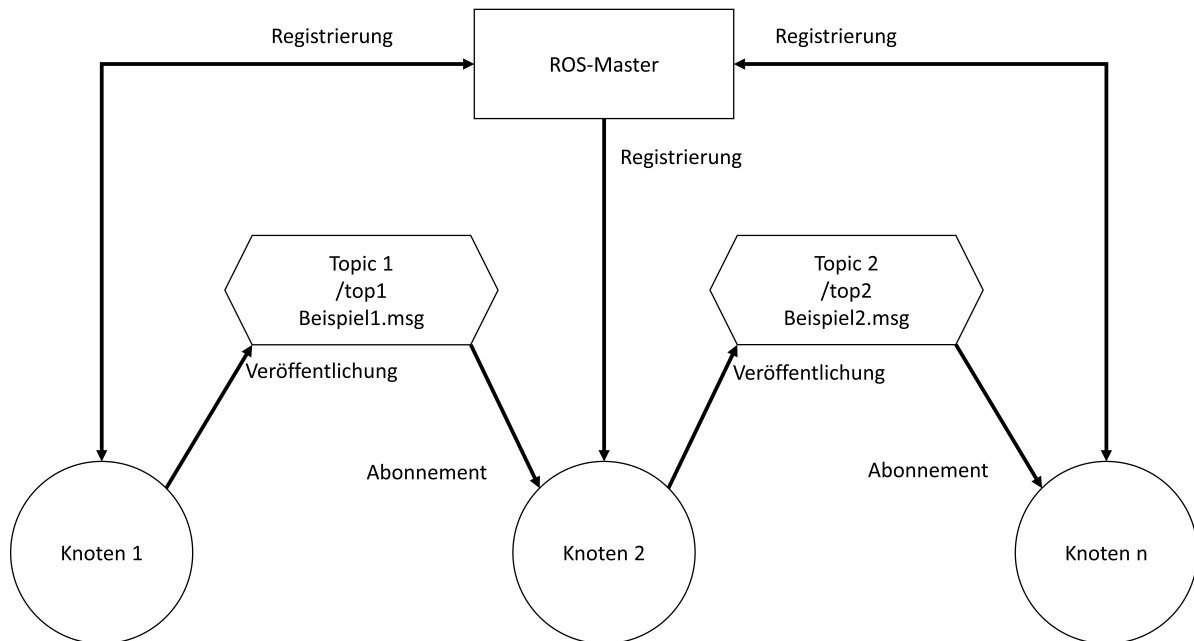 Registrierung
ROS-Master
Registrierung
Registrierung
Topic 1
/top1
Beispiel1.msg
Topic 2
/top2
Beispiel2.msg
Veröffentlichung
Veröffentlichung
Abonnement
Abonnement
Knoten 1
Knoten 2
Knoten n